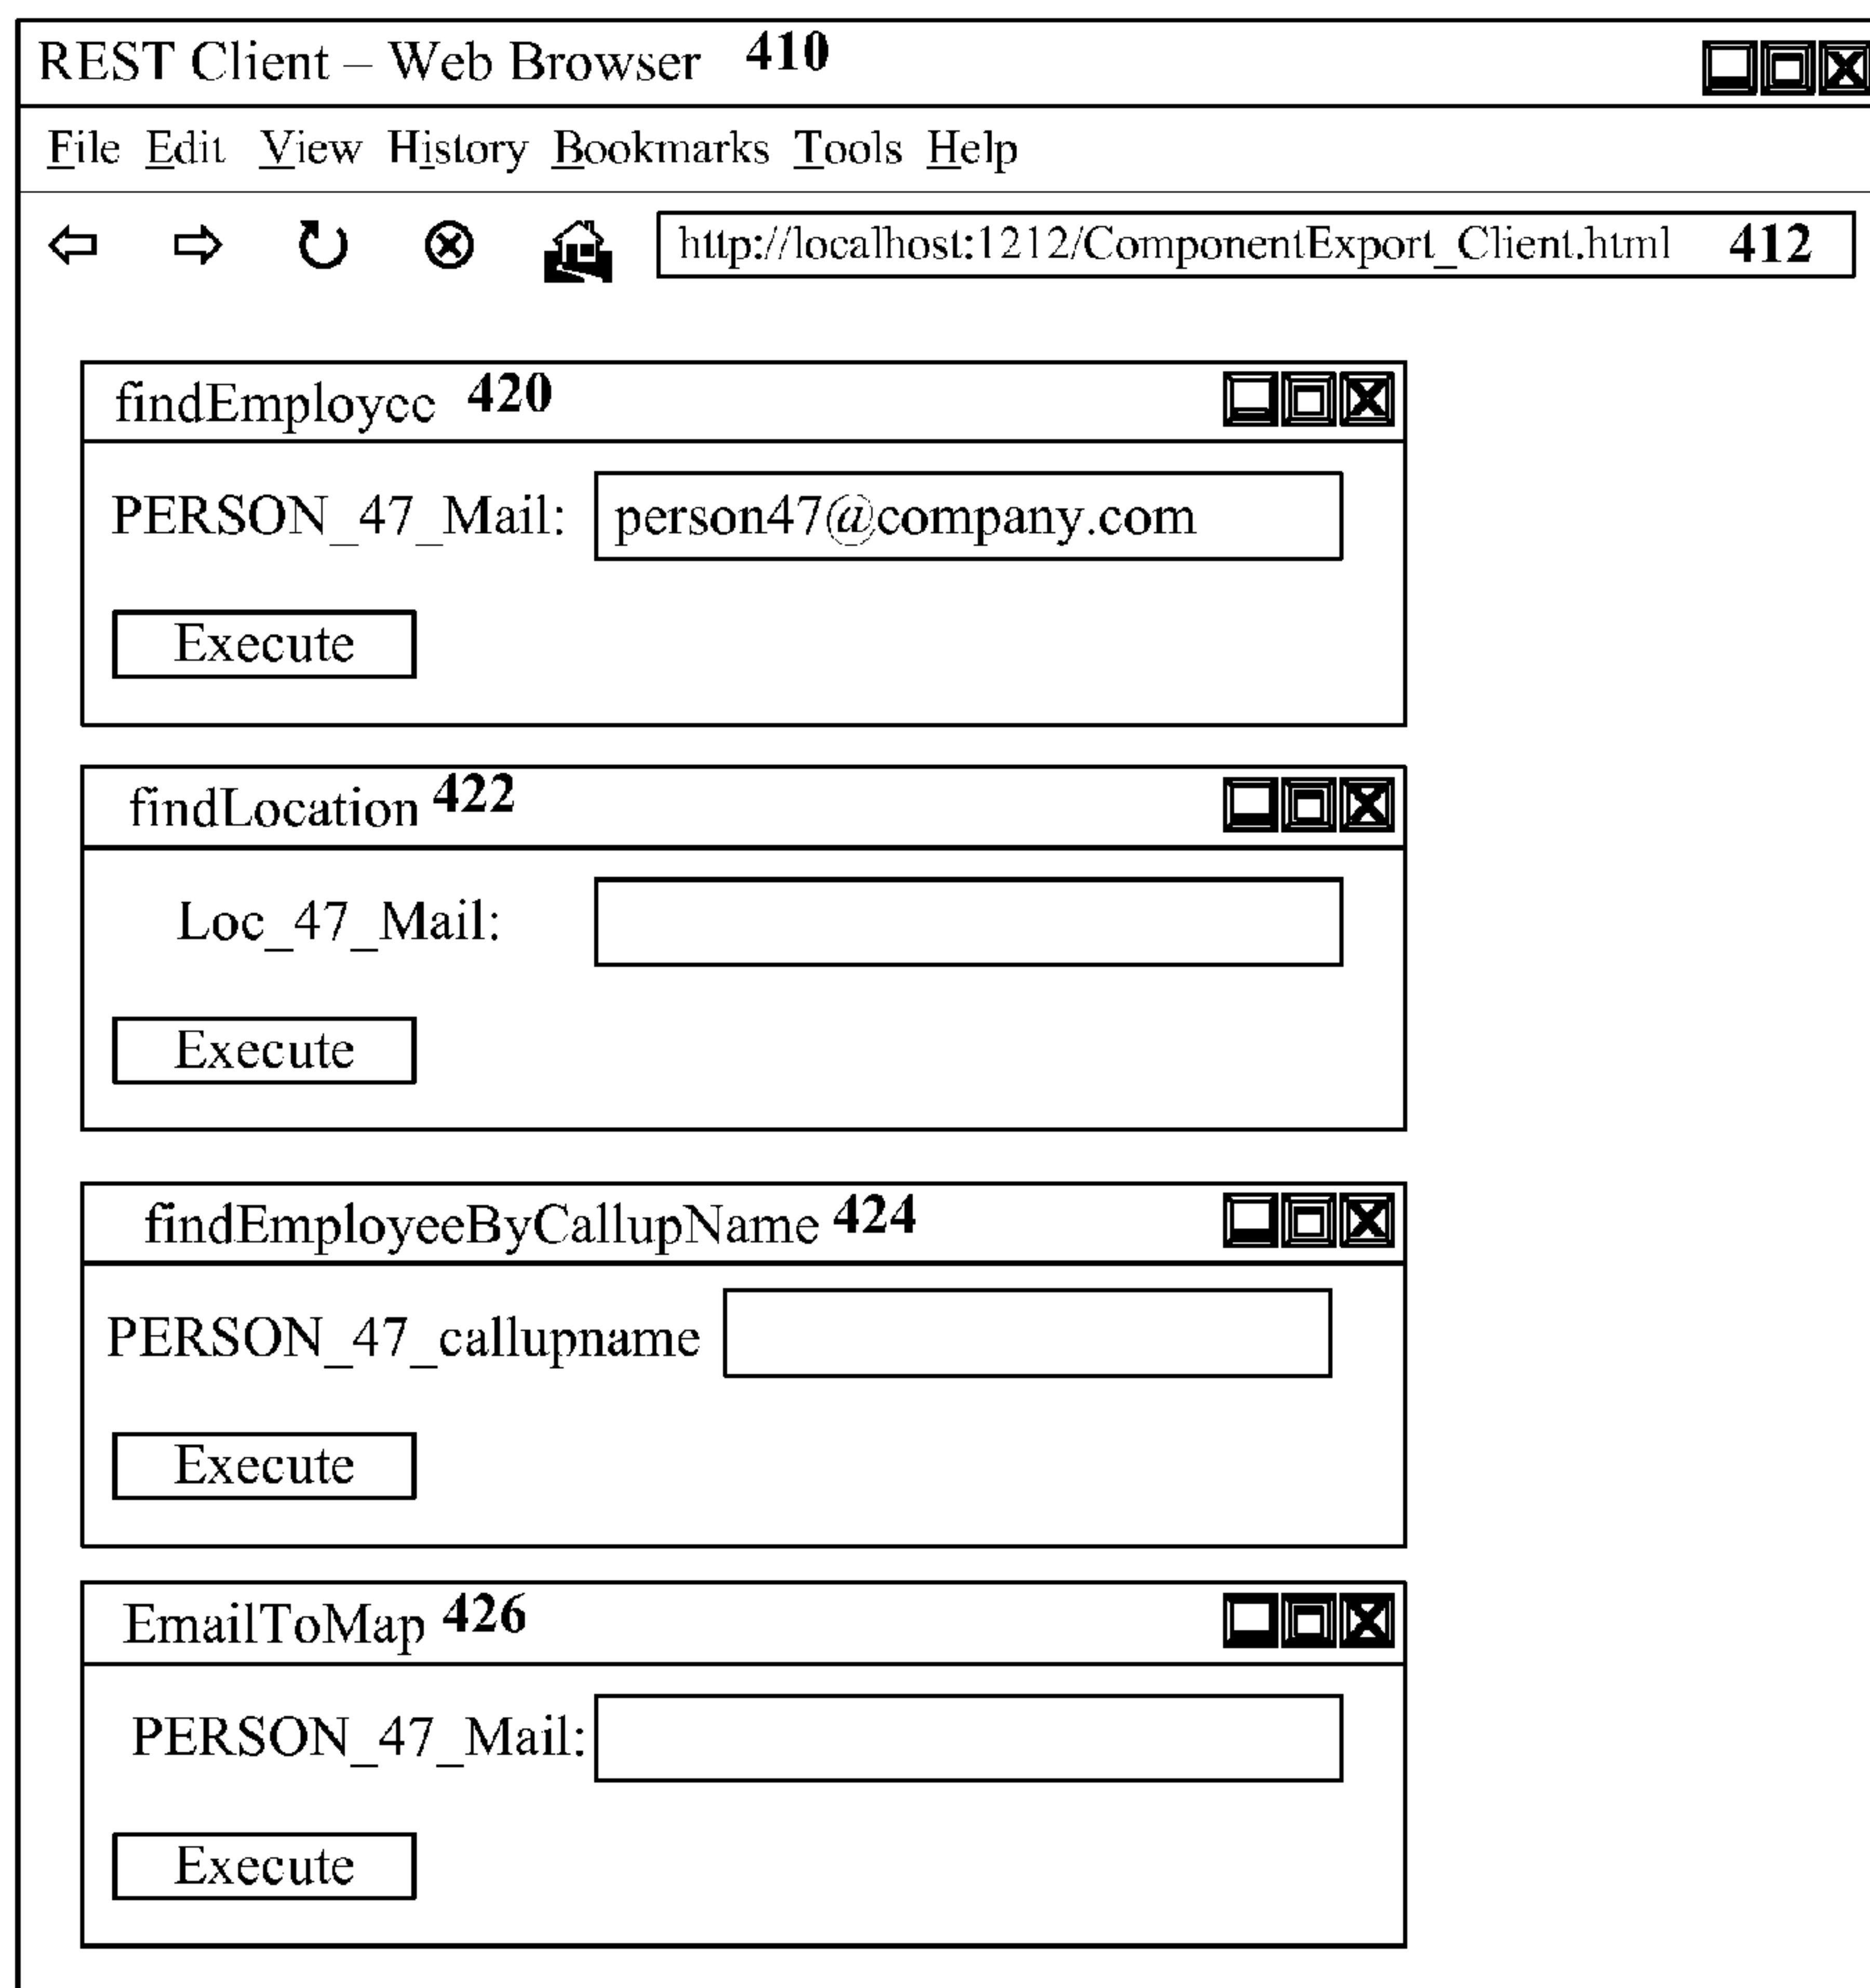 REST Client – Web Browser 410
File Edit View History Bookmarks Tools Help
http://localhost:1212/ComponentExport_Client.html 412
findEmployee 420
PERSON_47_Mail: person47@company.com
Execute
findLocation 422
Loc_47_Mail:
Execute
findEmployeeByCallupName 424
PERSON_47_callupname
Execute
EmailToMap 426
PERSON_47_Mail:
Execute